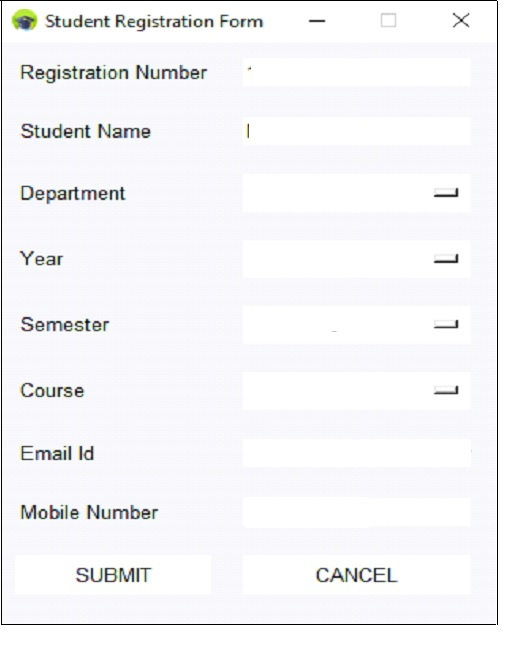 Student Registration Form
Registration Number
Student Name
Department
Year
Semester
Course
Email Id
Mobile Number
SUBMIT CANCEL